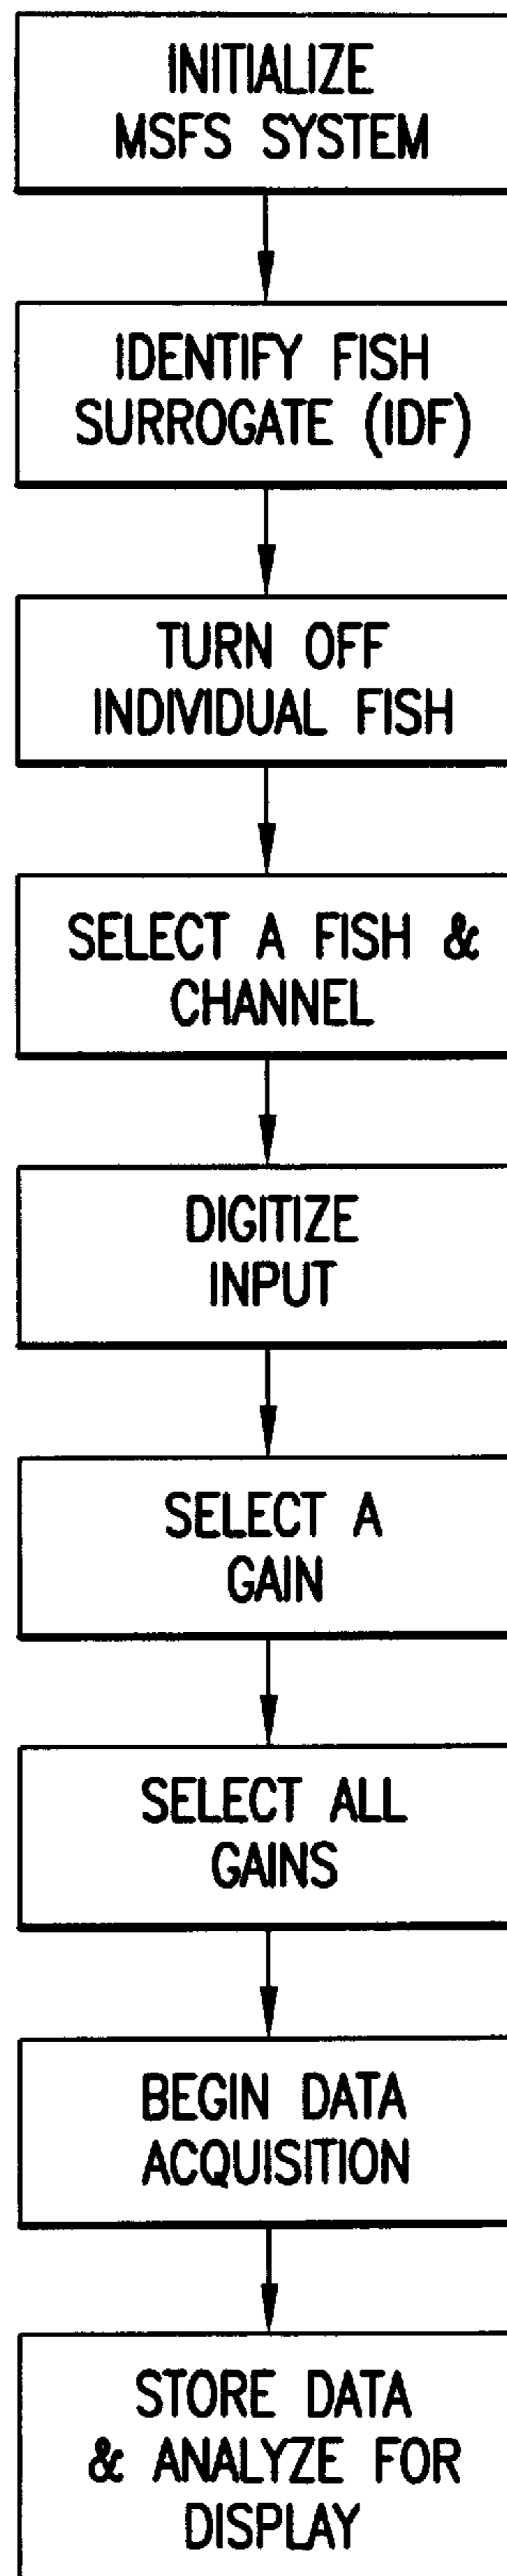 INITIALIZE
MSFS SYSTEM
IDENTIFY FISH
SURROGATE (IDF)
TURN OFF
INDIVIDUAL FISH
SELECT A FISH &
CHANNEL
DIGITIZE
INPUT
SELECT A
GAIN
SELECT ALL
GAINS
BEGIN DATA
ACQUISITION
STORE DATA
& ANALYZE FOR
DISPLAY